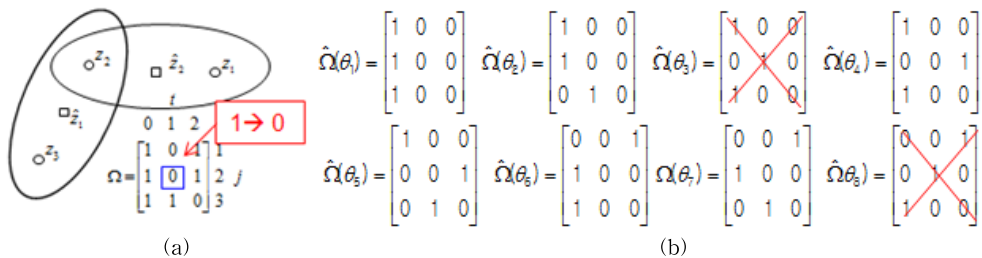 z₂ ẑ₂ z₁
ẑ₁
z₃
t
0 1 2
1→ 0
Ω = [1 0 1] 1
[1 0 1] 2 j
[1 1 0] 3
(a)
Ω̂(θ₁) = [1 0 0
1 0 0
1 0 0]
Ω̂(θ₂) = [1 0 0
1 0 0
0 1 0]
Ω̂(θ₃) = [1 0 0
0 1 0
1 0 0]
Ω̂(θ₄) = [1 0 0
0 0 1
1 0 0]
Ω̂(θ₅) = [1 0 0
0 0 1
0 1 0]
Ω̂(θ₆) = [0 0 1
1 0 0
1 0 0]
Ω̂(θ₇) = [0 0 1
1 0 0
0 1 0]
Ω̂(θ₈) = [0 0 1
0 1 0
1 0 0]
(b)